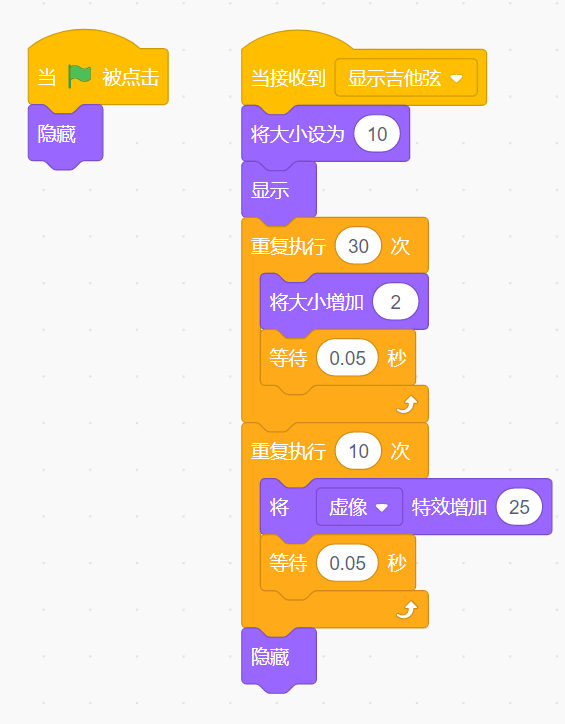 当 被点击
隐藏
当接收到 显示吉他弦
将大小设为 10
显示
重复执行 30 次
将大小增加 2
等待 0.05 秒
重复执行 10 次
将 虚像 特效增加 25
等待 0.05 秒
隐藏